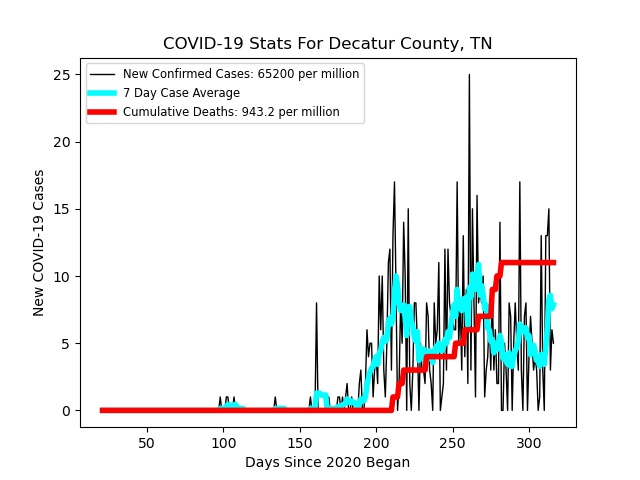 COVID-19 Stats For Decatur County, TN
New Confirmed Cases: 65200 per million
7 Day Case Average
Cumulative Deaths: 943.2 per million
New COVID-19 Cases
25
20
15
10
5
0
50 100 150 200 250 300
Days Since 2020 Began